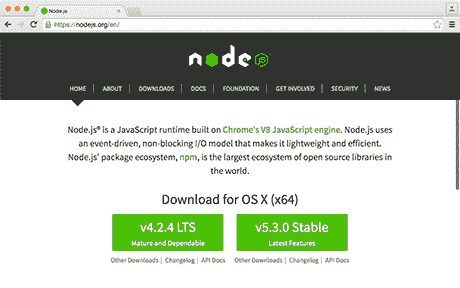 Node.js
https://nodejs.org/en/
node
JS
HOME | ABOUT | DOWNLOADS | DOCS | FOUNDATION | GET INVOLVED | SECURITY | NEWS
Node.js® is a JavaScript runtime built on Chrome's V8 JavaScript engine. Node.js uses
an event-driven, non-blocking I/O model that makes it lightweight and efficient.
Node.js' package ecosystem, npm, is the largest ecosystem of open source libraries in
the world.
Download for OS X (x64)
v4.2.4 LTS
Mature and Dependable
v5.3.0 Stable
Latest Features
Other Downloads | Changelog | API Docs
Other Downloads | Changelog | API Docs